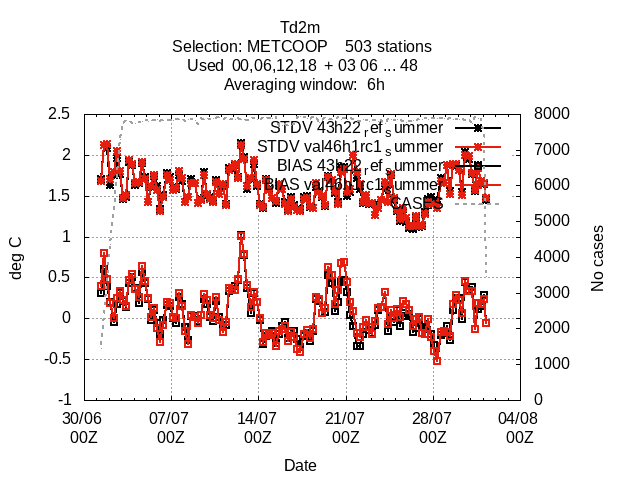 Td2m
Selection: METCOOP    503 stations
Used  00,06,12,18  + 03 06 ... 48
Averaging window:  6h
2.5
2
1.5
1
0.5
0
-0.5
-1
deg C
8000
7000
6000
5000
4000
3000
2000
1000
0
No cases
STDV 43h22_ref_summer
STDV val46h1rc1_summer
BIAS 43h22_ref_summer
BIAS val46h1rc1_summer
CASES
30/06 07/07 14/07 21/07 28/07 04/08
00Z 00Z 00Z 00Z 00Z 00Z
Date